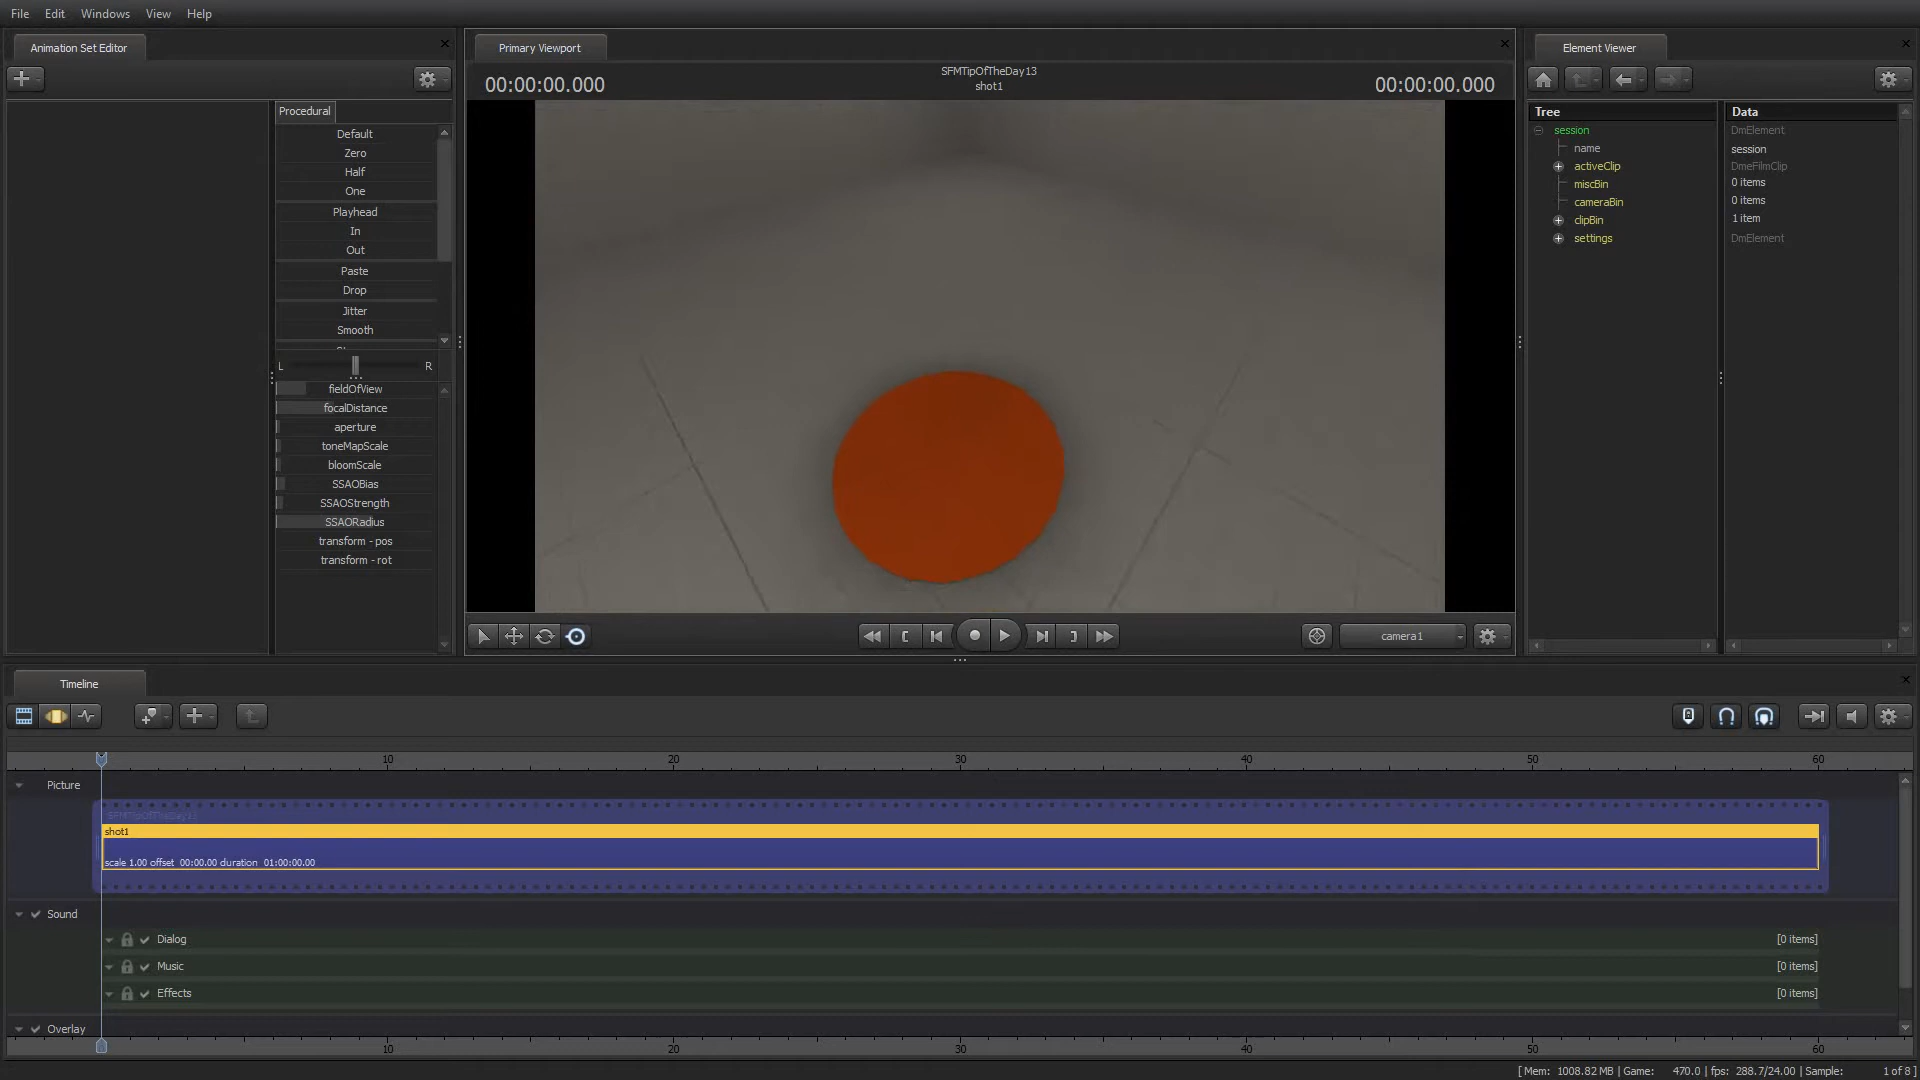 File Edit Windows View Help
Animation Set Editor
Procedural
Default
Zero
Half
One
Playhead
In
Out
Paste
Drop
Jitter
Smooth
L R
fieldOfView
focalDistance
aperture
toneMapScale
bloomScale
SSAOBias
SSAOStrength
SSAORadius
transform - pos
transform - rot
Primary Viewport
SFMTipOfTheDay13
00:00:00.000 shot1 00:00:00.000
camera1
Element Viewer
Tree Data
session DmElement
name session
activeClip DmeFilmClip
miscBin 0 items
cameraBin 0 items
clipBin 1 item
settings DmElement
Timeline
10 20 30 40 50 60
Picture
SFMTipOfTheDay13
shot1
scale 1.00 offset 00:00.00 duration 01:00:00.00
Sound
Dialog [0 items]
Music [0 items]
Effects [0 items]
Overlay
10 20 30 40 50 60
[ Mem: 1008.82 MB | Game: 470.0 | fps: 288.7/24.00 | Sample: 1 of 8 ]